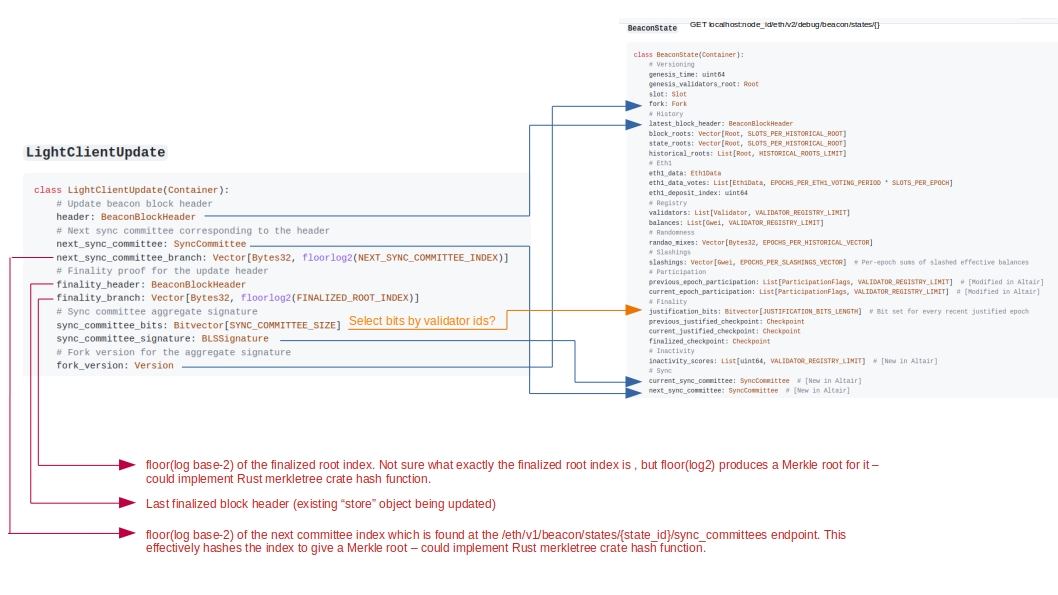 GET localhost:node_id/eth/v2/debug/beacon/states/{}
BeaconState
class BeaconState(Container):
# Versioning
genesis_time: uint64
genesis_validators_root: Root
slot: Slot
fork: Fork
# History
latest_block_header: BeaconBlockHeader
block_roots: Vector[Root, SLOTS_PER_HISTORICAL_ROOT]
state_roots: Vector[Root, SLOTS_PER_HISTORICAL_ROOT]
historical_roots: List[Root, HISTORICAL_ROOTS_LIMIT]
# Eth1
eth1_data: Eth1Data
eth1_data_votes: List[Eth1Data, EPOCHS_PER_ETH1_VOTING_PERIOD * SLOTS_PER_EPOCH]
eth1_deposit_index: uint64
# Registry
validators: List[Validator, VALIDATOR_REGISTRY_LIMIT]
balances: List[Gwei, VALIDATOR_REGISTRY_LIMIT]
# Randomness
randao_mixes: Vector[Bytes32, EPOCHS_PER_HISTORICAL_VECTOR]
# Slashings
slashings: Vector[Gwei, EPOCHS_PER_SLASHINGS_VECTOR] # Per-epoch sums of slashed effective balances
# Participation
previous_epoch_participation: List[ParticipationFlags, VALIDATOR_REGISTRY_LIMIT] # [Modified in Altair]
current_epoch_participation: List[ParticipationFlags, VALIDATOR_REGISTRY_LIMIT] # [Modified in Altair]
# Finality
justification_bits: Bitvector[JUSTIFICATION_BITS_LENGTH] # Bit set for every recent justified epoch
previous_justified_checkpoint: Checkpoint
current_justified_checkpoint: Checkpoint
finalized_checkpoint: Checkpoint
# Inactivity
inactivity_scores: List[uint64, VALIDATOR_REGISTRY_LIMIT] # [New in Altair]
# Sync
current_sync_committee: SyncCommittee # [New in Altair]
next_sync_committee: SyncCommittee # [New in Altair]
LightClientUpdate
class LightClientUpdate(Container):
# Update beacon block header
header: BeaconBlockHeader
# Next sync committee corresponding to the header
next_sync_committee: SyncCommittee
next_sync_committee_branch: Vector[Bytes32, floorlog2(NEXT_SYNC_COMMITTEE_INDEX)]
# Finality proof for the update header
finality_header: BeaconBlockHeader
finality_branch: Vector[Bytes32, floorlog2(FINALIZED_ROOT_INDEX)]
# Sync committee aggregate signature
sync_committee_bits: Bitvector[SYNC_COMMITTEE_SIZE] Select bits by validator ids?
sync_committee_signature: BLSSignature
# Fork version for the aggregate signature
fork_version: Version
floor(log base-2) of the finalized root index. Not sure what exactly the finalized root index is , but floor(log2) produces a Merkle root for it –
could implement Rust merkletree crate hash function.
Last finalized block header (existing “store” object being updated)
floor(log base-2) of the next committee index which is found at the /eth/v1/beacon/states/{state_id}/sync_committees endpoint. This
effectively hashes the index to give a Merkle root – could implement Rust merkletree crate hash function.